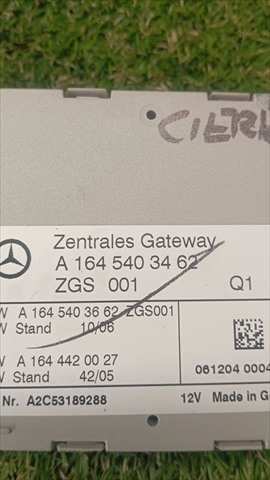 Zentrales Gateway
A 164 540 34 62
ZGS 001 Q1
W A 164 540 36 62 ZGS001
W Stand 10/06
W A 164 442 00 27
W Stand 42/05
061204 0004
Nr. A2C53189288 12V Made in G